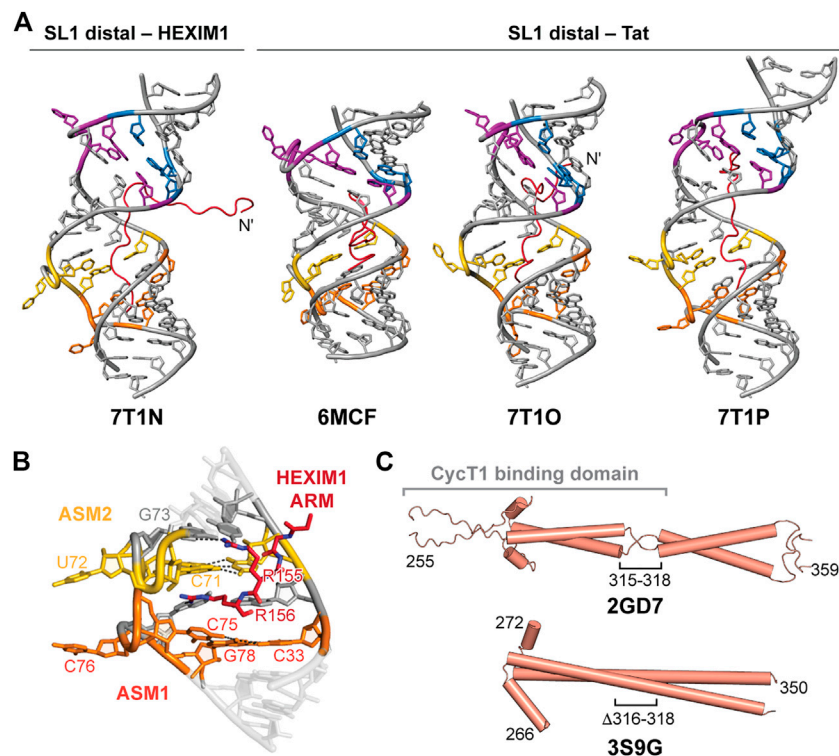 A
SL1 distal – HEXIM1
SL1 distal – Tat
N'
N'
7T1N
6MCF
7T1O
7T1P
B
HEXIM1
ARM
ASM2
G73
U72
C71
R155
R156
C75
C76
G78
C33
ASM1
C
CycT1 binding domain
255
359
315-318
2GD7
272
350
266
Δ316-318
3S9G